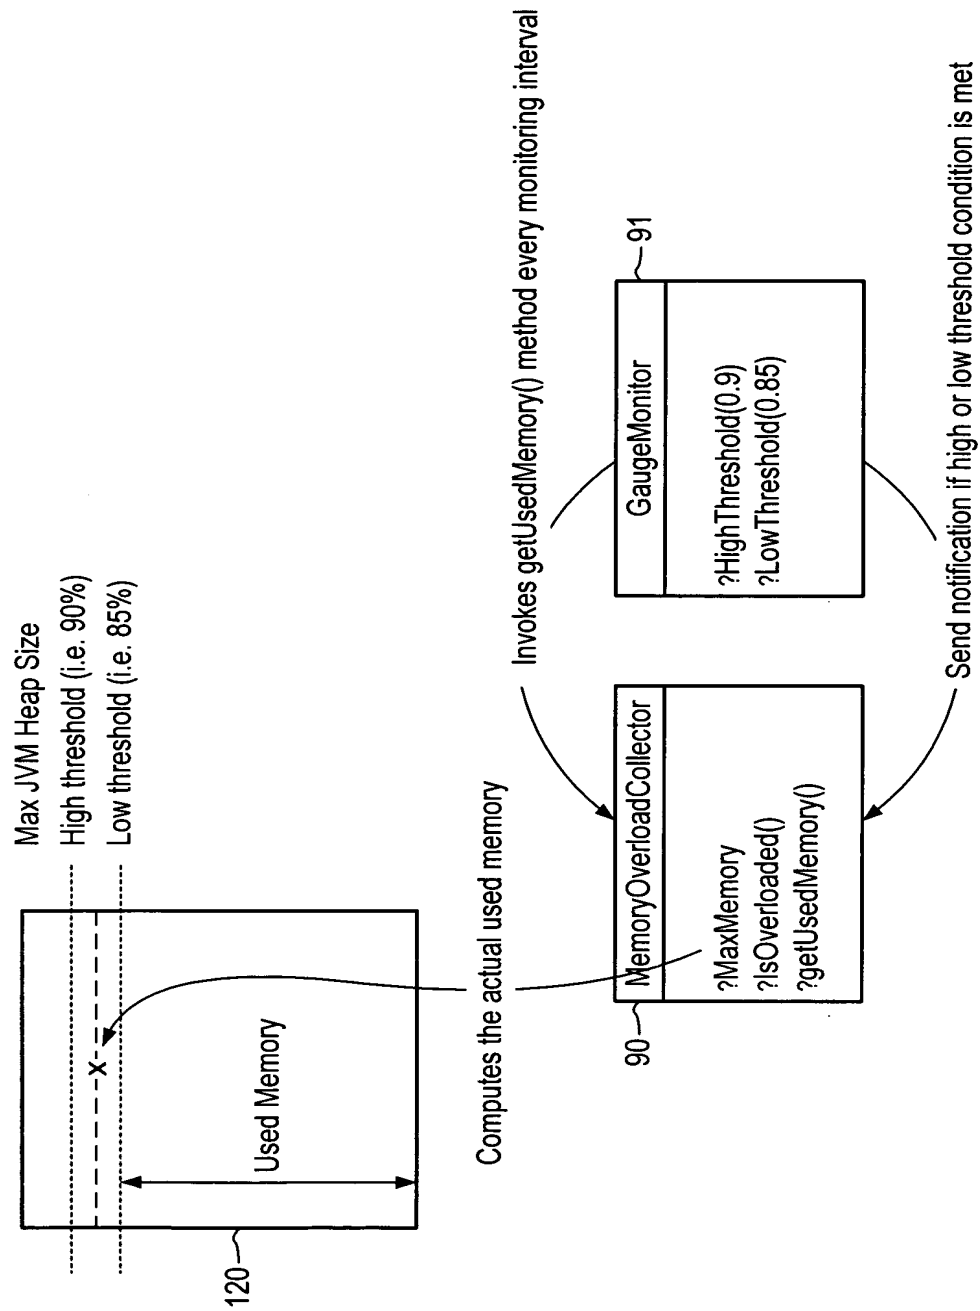 Max JVM Heap Size
High threshold (i.e. 90%)
Low threshold (i.e. 85%)
x
Used Memory
120
Computes the actual used memory
Invokes getUsedMemory() method every monitoring interval
90
MemoryOverloadCollector
?MaxMemory
?IsOverloaded()
?getUsedMemory()
91
GaugeMonitor
?HighThreshold(0.9)
?LowThreshold(0.85)
Send notification if high or low threshold condition is met